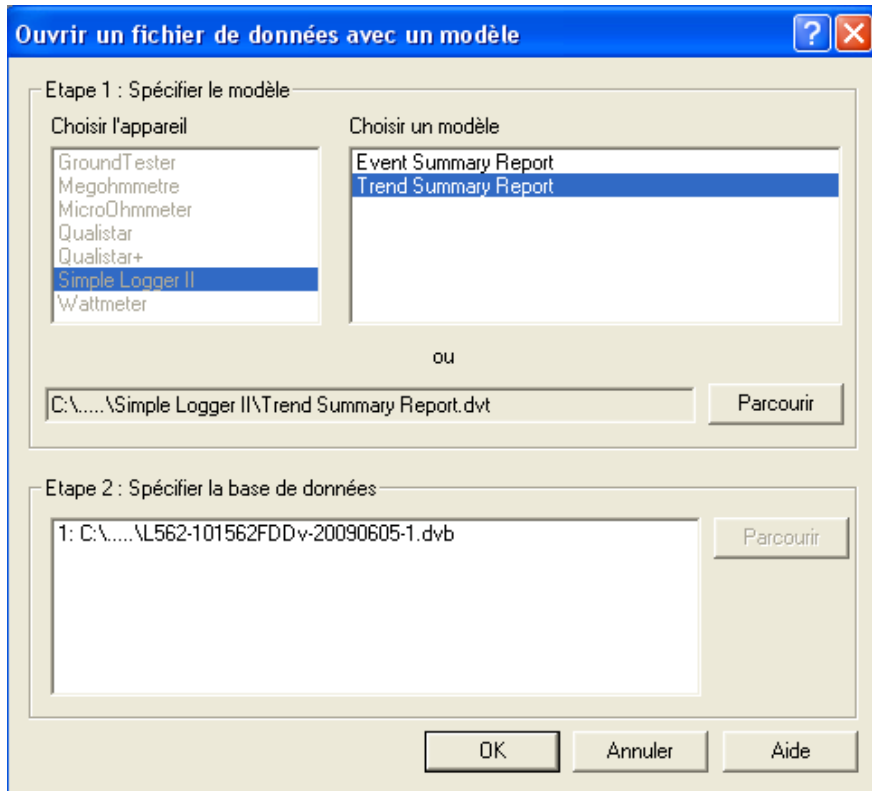 Ouvrir un fichier de données avec un modèle
Etape 1 : Spécifier le modèle
Choisir l'appareil
GroundTester
Megohmmetre
MicroOhmmeter
Qualistar
Qualistar+
Simple Logger II
Wattmeter
Choisir un modèle
Event Summary Report
Trend Summary Report
ou
C:\.....\Simple Logger II\Trend Summary Report.dvt
Parcourir
Etape 2 : Spécifier la base de données
1: C:\.....\L562-101562FDDv-20090605-1.dvb
Parcourir
OK
Annuler
Aide